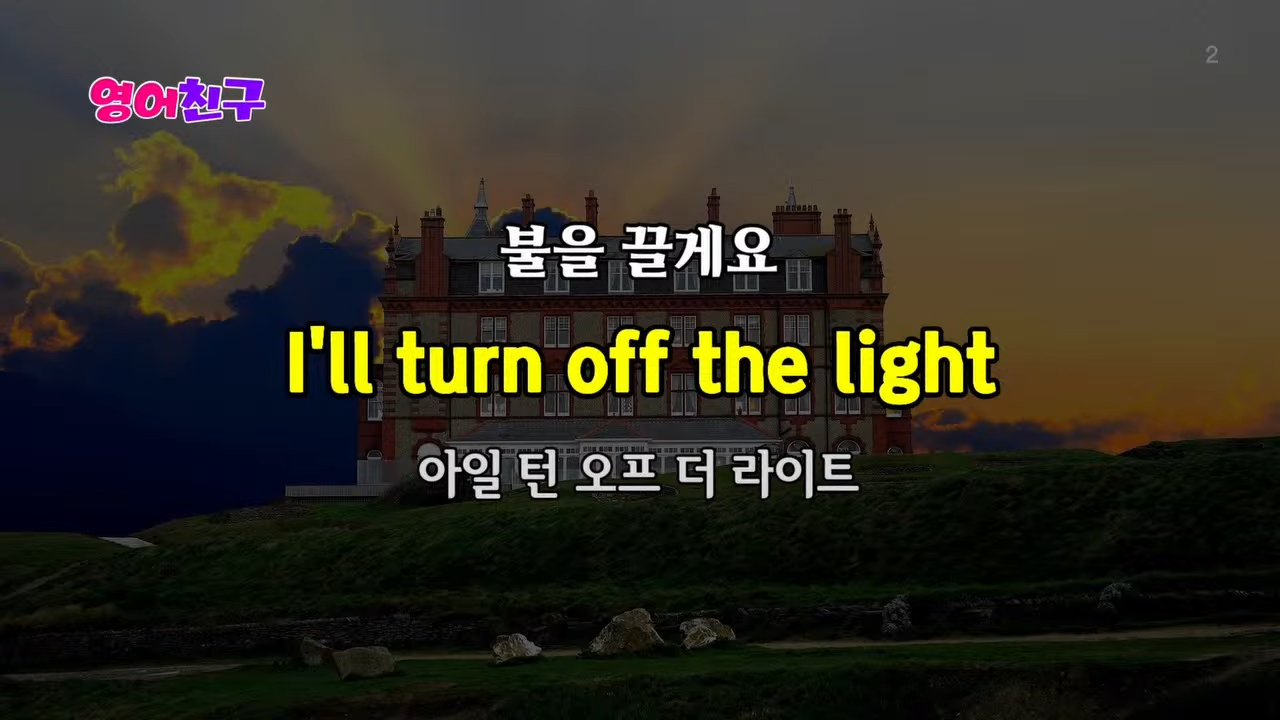 영어친구
2
불을 끌게요
I'll turn off the light
아일 턴 오프 더 라이트